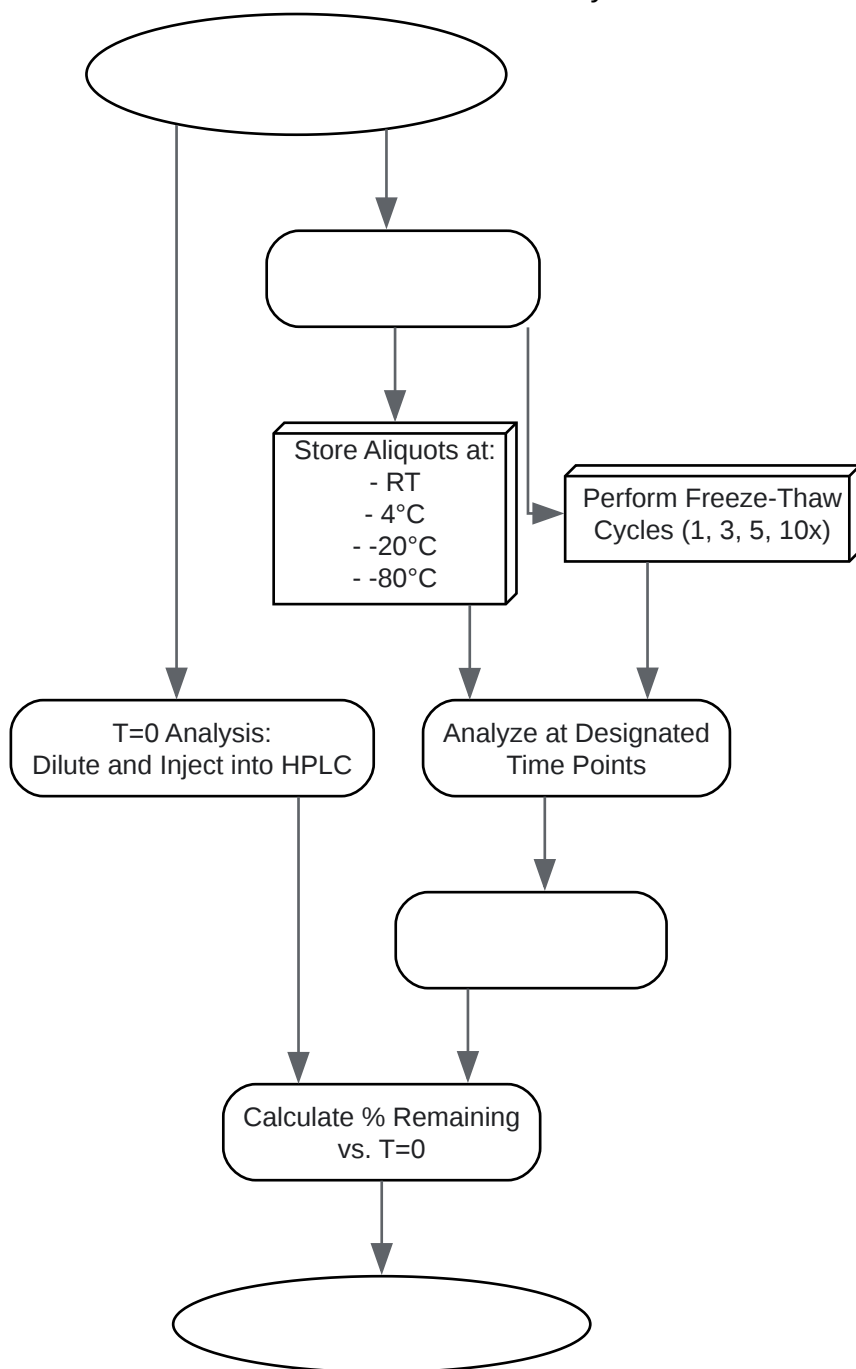 Store Aliquots at:
- RT
- 4°C
- -20°C
- -80°C
Perform Freeze-Thaw
Cycles (1, 3, 5, 10x)
T=0 Analysis:
Dilute and Inject into HPLC
Analyze at Designated
Time Points
Calculate % Remaining
vs. T=0